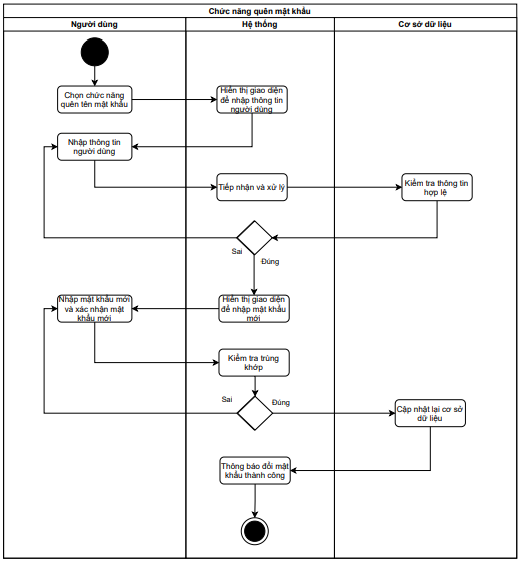 Chức năng quên mật khẩu
Người dùng
Hệ thống
Cơ sở dữ liệu
Chọn chức năng
quên tên mật khẩu
Hiển thị giao diện
để nhập thông tin
người dùng
Nhập thông tin
người dùng
Tiếp nhận và xử lý
Kiểm tra thông tin
hợp lệ
Sai
Đúng
Nhập mật khẩu mới
và xác nhận mật
khẩu mới
Hiển thị giao diện
để nhập mật khẩu
mới
Kiểm tra trùng
khớp
Sai
Đúng
Cập nhật lại cơ sở
dữ liệu
Thông báo đổi mật
khẩu thành công